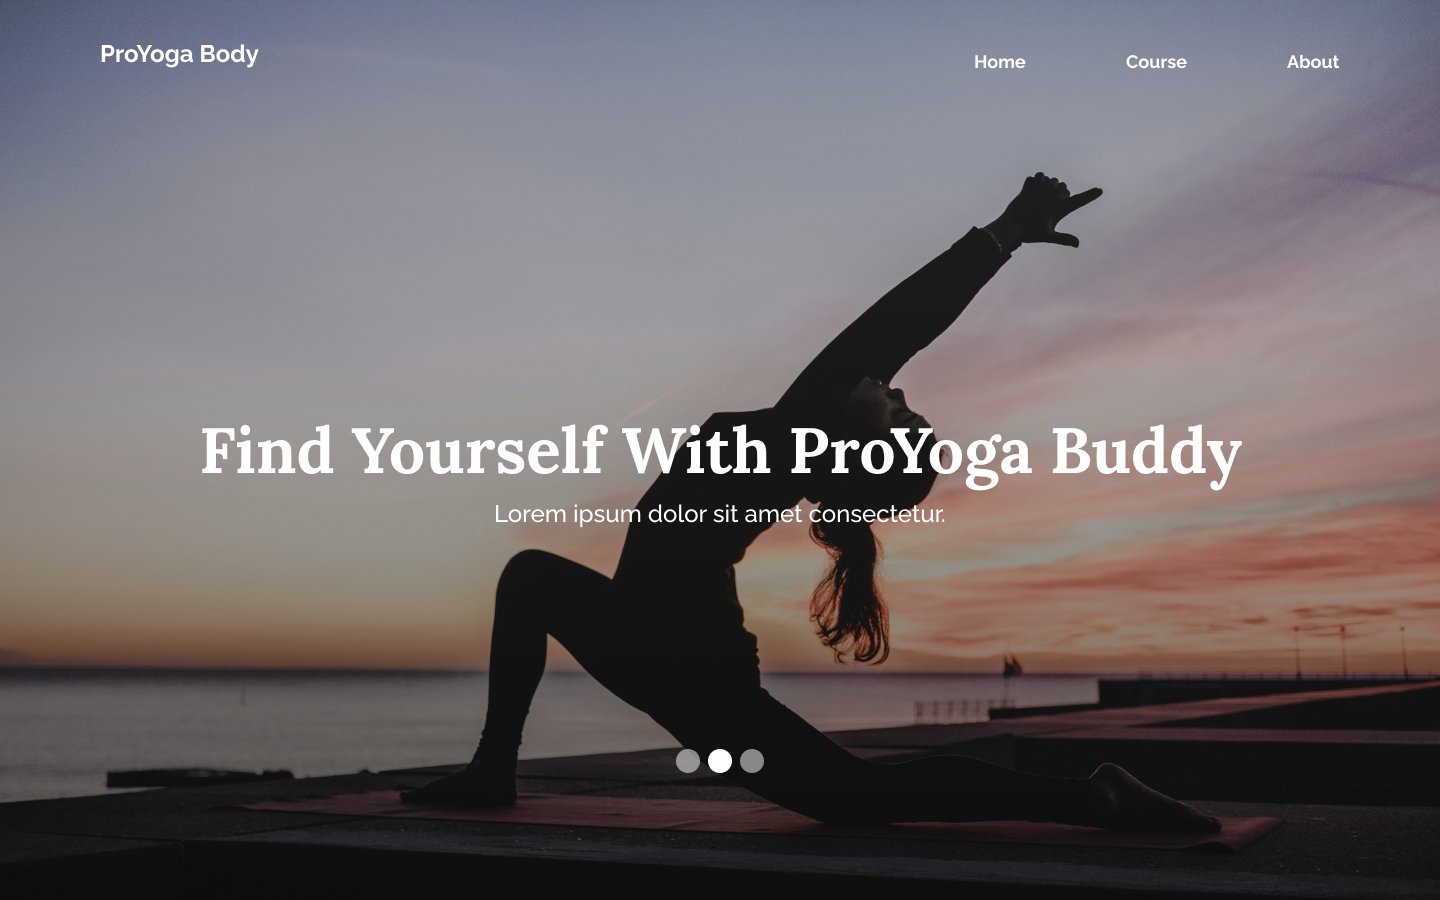 ProYoga Body
Home Course About
Find Yourself With ProYoga Buddy
Lorem ipsum dolor sit amet consectetur.